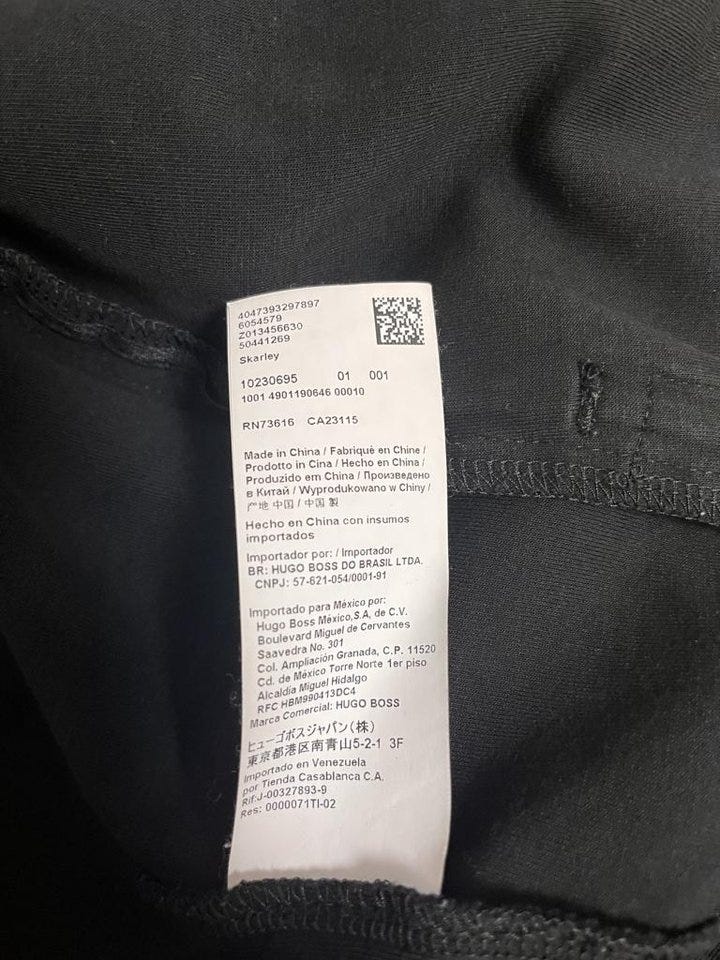 4047393297897
6054579
Z013456630
50441269
Skarley
10230695 01 001
1001 4901190646 00010
RN73616 CA23115
Made in China / Fabriqué en Chine /
Prodotto in Cina / Hecho en China /
Produzido em China / Произведено
в Китай / Wyprodukowano w Chiny /
产地 中国 / 中国 製
Hecho en China con insumos
importados
Importador por: / Importador
BR: HUGO BOSS DO BRASIL LTDA.
CNPJ: 57-621-054/0001-91
Importado para México por:
Hugo Boss México,S.A, de C.V.
Boulevard Miguel de Cervantes
Saavedra No. 301
Col. Ampliación Granada, C.P. 11520
Cd. de México Torre Norte 1er piso
Alcaldía Miguel Hidalgo
RFC HBM990413DC4
Marca Comercial: HUGO BOSS
ヒューゴボスジャパン(株)
東京都港区南青山5-2-1 3F
Importado en Venezuela
por Tienda Casablanca C.A.
Rif:J-00327893-9
Res: 0000071TI-02